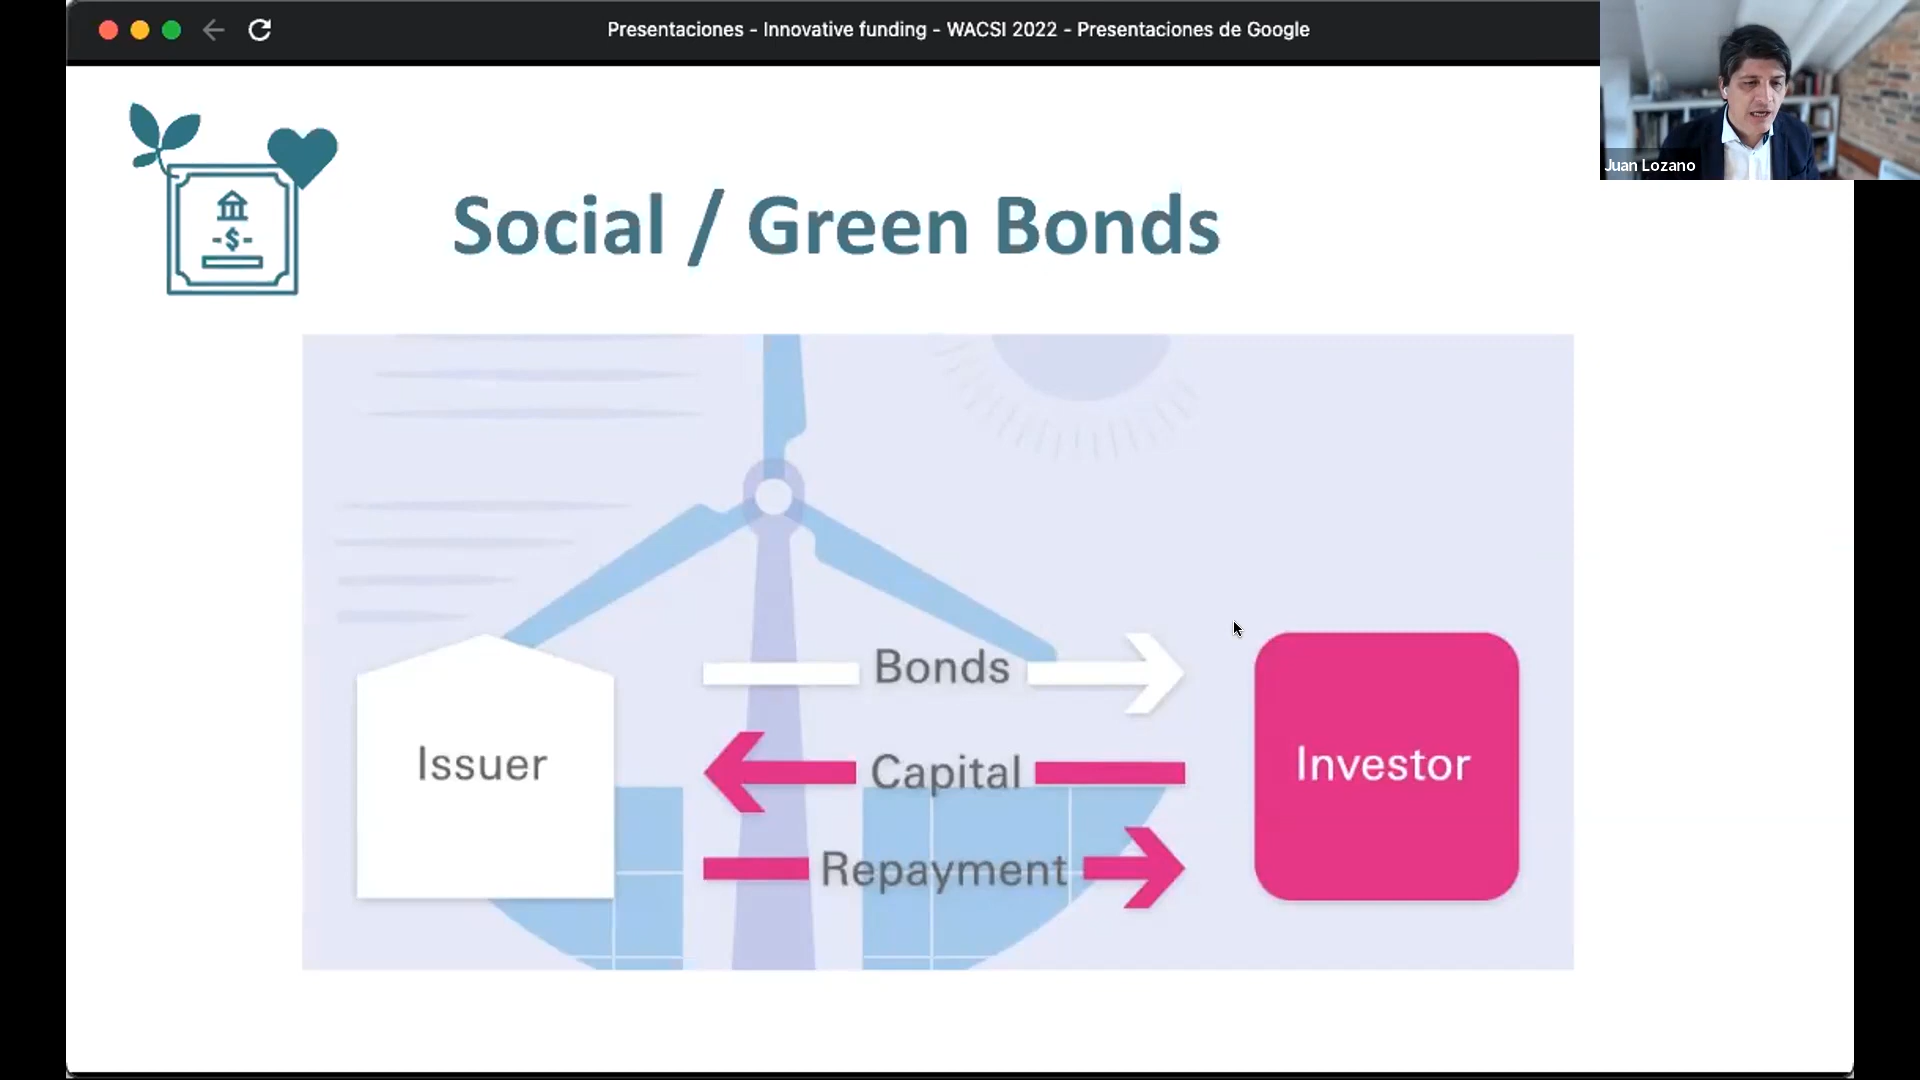 Presentaciones - Innovative funding - WACSI 2022 - Presentaciones de Google
Juan Lozano
-$-
Social / Green Bonds
Bonds
Issuer
Capital
Investor
Repayment